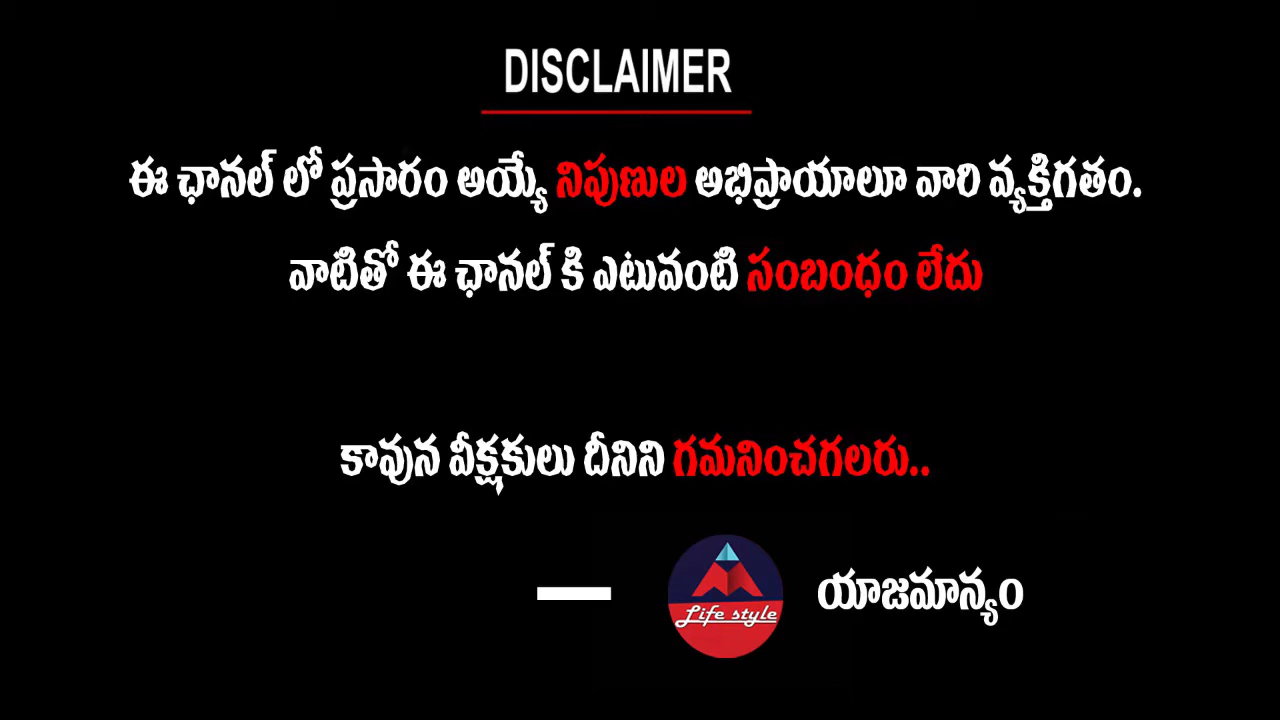 DISCLAIMER
ఈ ఛానల్ లో ప్రసారం అయ్యే నిపుణుల అభిప్రాయాలూ వారి వ్యక్తిగతం.
వాటితో ఈ ఛానల్ కి ఎటువంటి సంబంధం లేదు
కావున వీక్షకులు దీనిని గమనించగలరు..
— Life style యాజమాన్యం